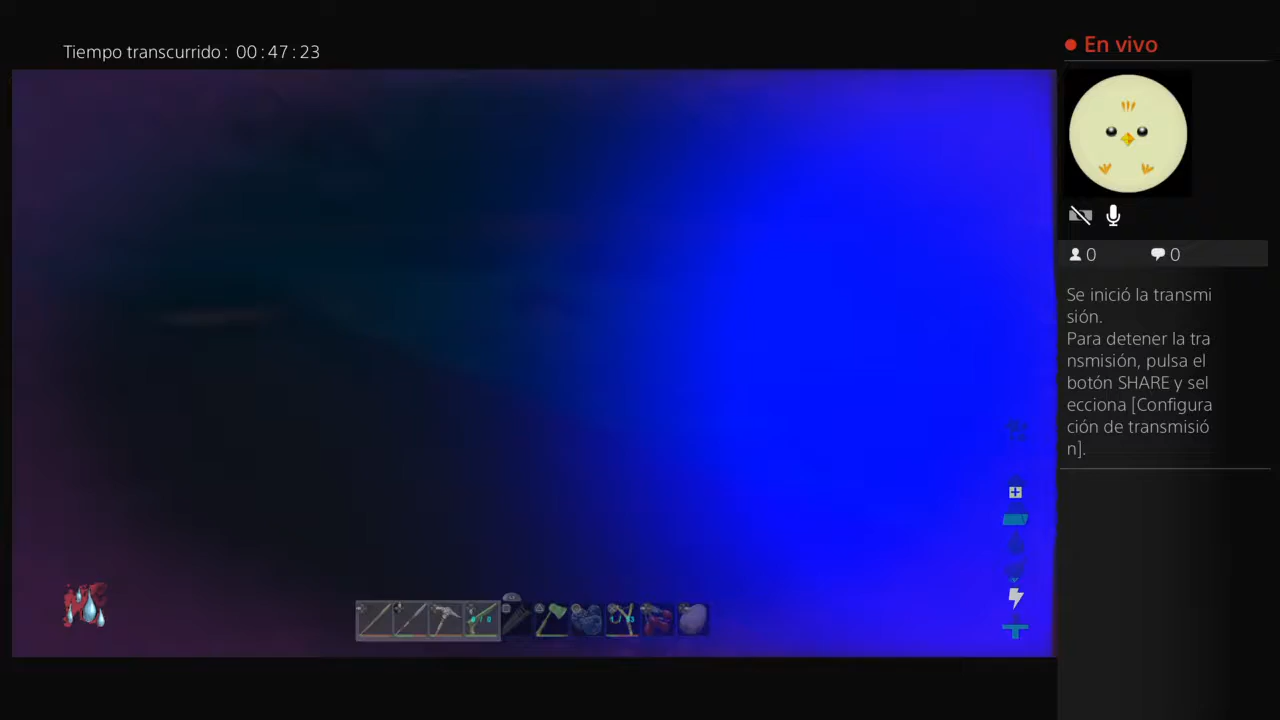 Tiempo transcurrido: 00:47:23
En vivo
0
0
Se inició la transmi
sión.
Para detener la tra
nsmisión, pulsa el
botón SHARE y sel
ecciona [Configura
ción de transmisió
n].